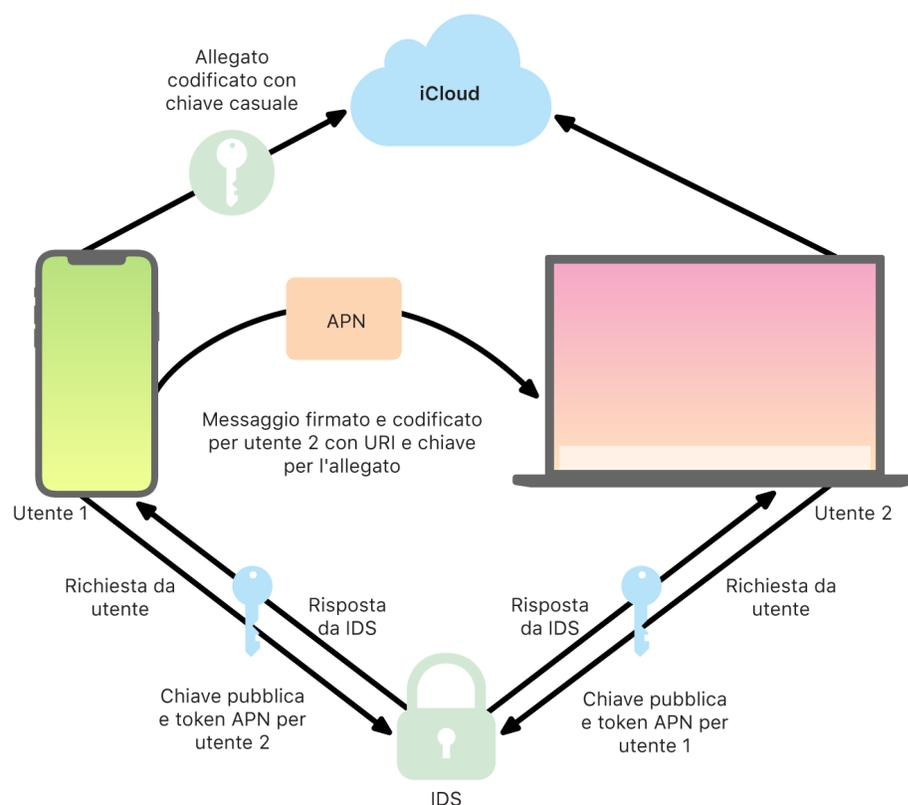 Allegato
codificato con
chiave casuale
iCloud
APN
Messaggio firmato e codificato
per utente 2 con URI e chiave
per l'allegato
Utente 1
Utente 2
Richiesta da
utente
Risposta
da IDS
Risposta
da IDS
Richiesta da
utente
Chiave pubblica
e token APN per
utente 2
Chiave pubblica
e token APN per
utente 1
IDS